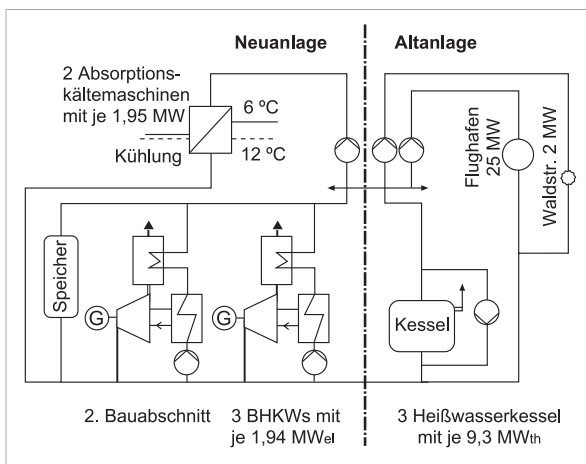 Neuanlage
Altanlage
2 Absorptions-
kältemaschinen
mit je 1,95 MW
6 ºC
Kühlung
12 ºC
Flughafen
25 MW
Waldstr. 2 MW
Speicher
G
G
Kessel
2. Bauabschnitt
3 BHKWs mit
je 1,94 MWel
3 Heißwasserkessel
mit je 9,3 MWth